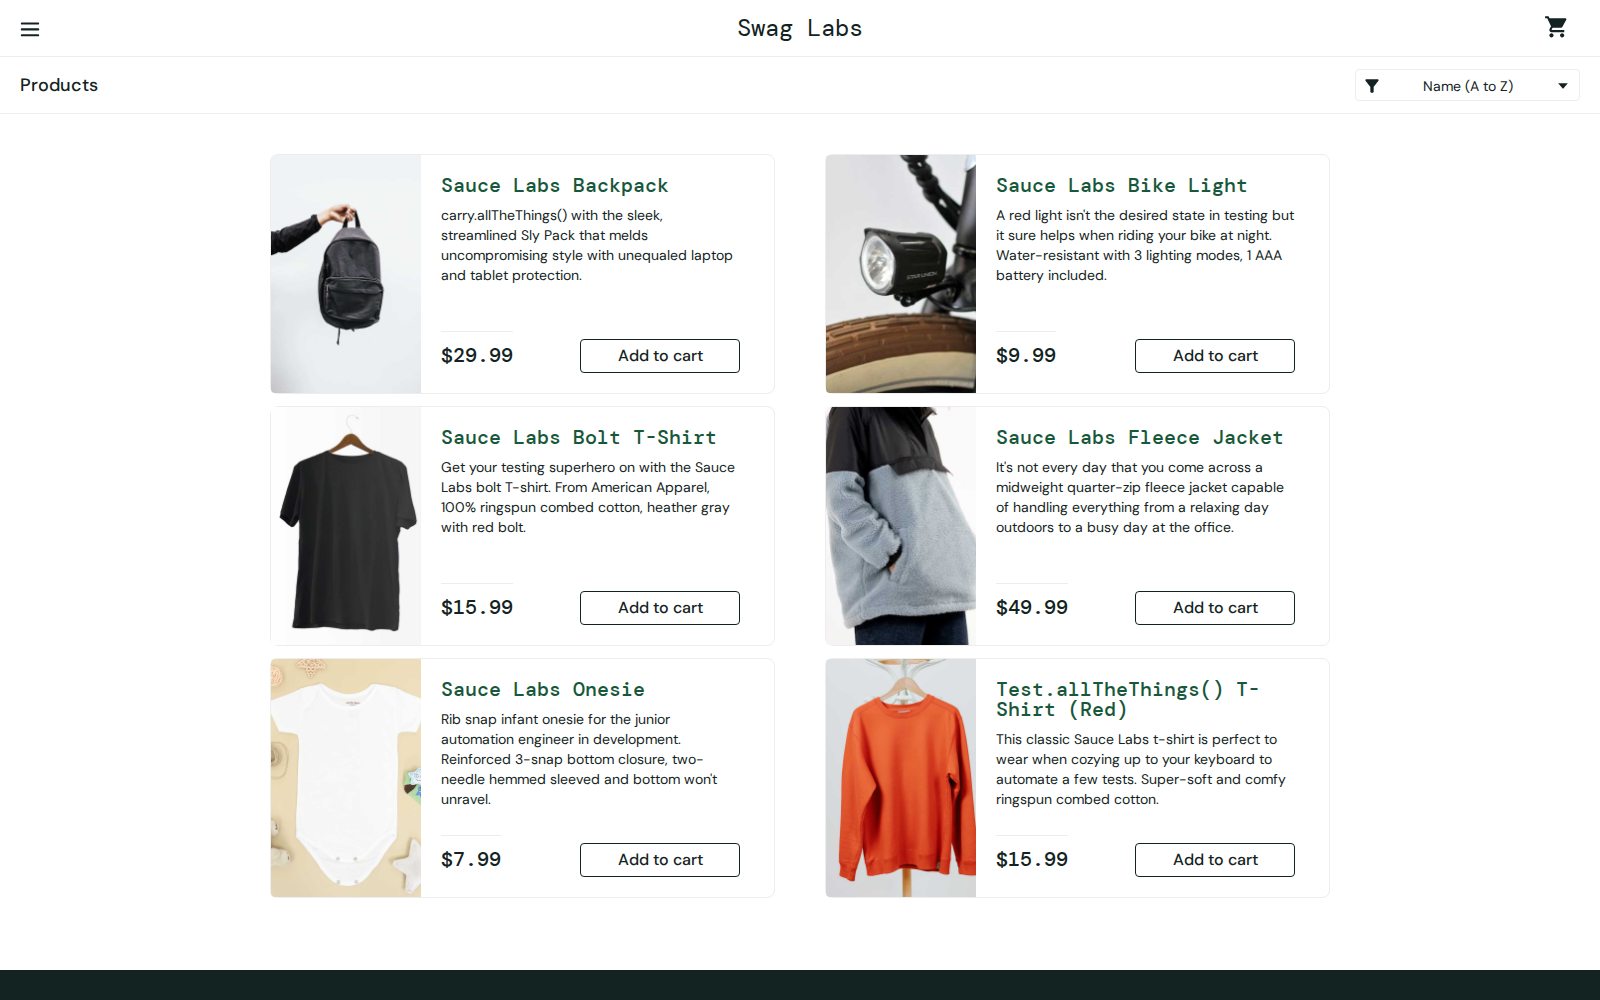 Swag Labs
Products
Name (A to Z)
Sauce Labs Backpack
carry.allTheThings() with the sleek,
streamlined Sly Pack that melds
uncompromising style with unequaled laptop
and tablet protection.
$29.99
Add to cart
Sauce Labs Bike Light
A red light isn't the desired state in testing but
it sure helps when riding your bike at night.
Water-resistant with 3 lighting modes, 1 AAA
battery included.
$9.99
Add to cart
Sauce Labs Bolt T-Shirt
Get your testing superhero on with the Sauce
Labs bolt T-shirt. From American Apparel,
100% ringspun combed cotton, heather gray
with red bolt.
$15.99
Add to cart
Sauce Labs Fleece Jacket
It's not every day that you come across a
midweight quarter-zip fleece jacket capable
of handling everything from a relaxing day
outdoors to a busy day at the office.
$49.99
Add to cart
Sauce Labs Onesie
Rib snap infant onesie for the junior
automation engineer in development.
Reinforced 3-snap bottom closure, two-
needle hemmed sleeved and bottom won't
unravel.
$7.99
Add to cart
Test.allTheThings() T-
Shirt (Red)
This classic Sauce Labs t-shirt is perfect to
wear when cozying up to your keyboard to
automate a few tests. Super-soft and comfy
ringspun combed cotton.
$15.99
Add to cart